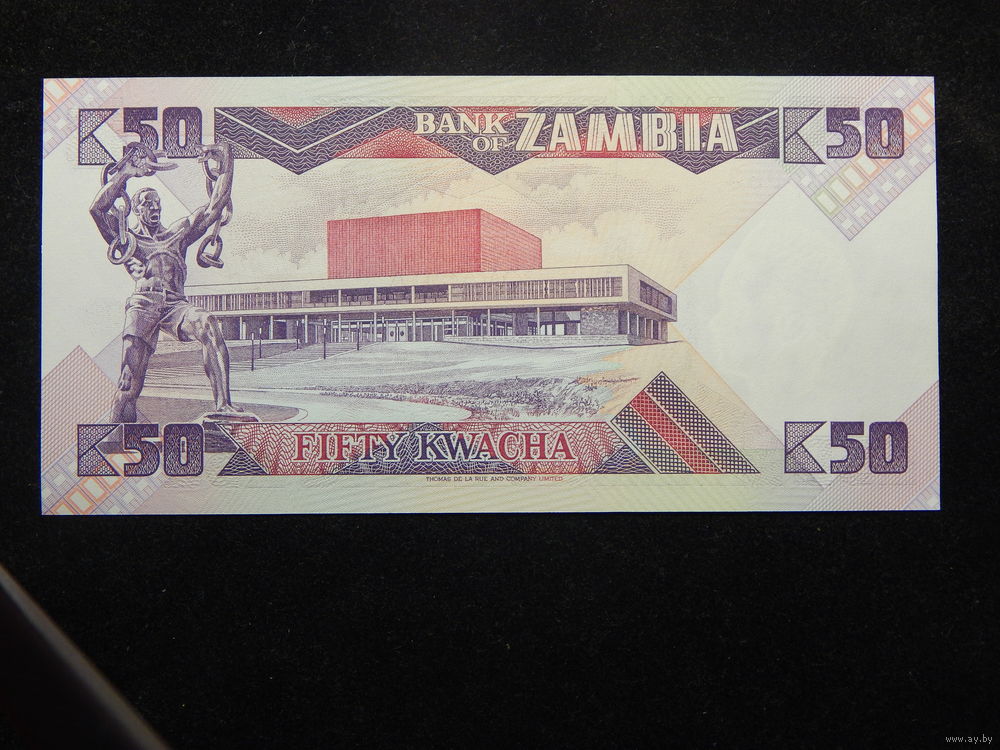 K50
BANK OF ZAMBIA
K50
K50
FIFTY KWACHA
K50
THOMAS DE LA RUE AND COMPANY LIMITED
www.ay.by